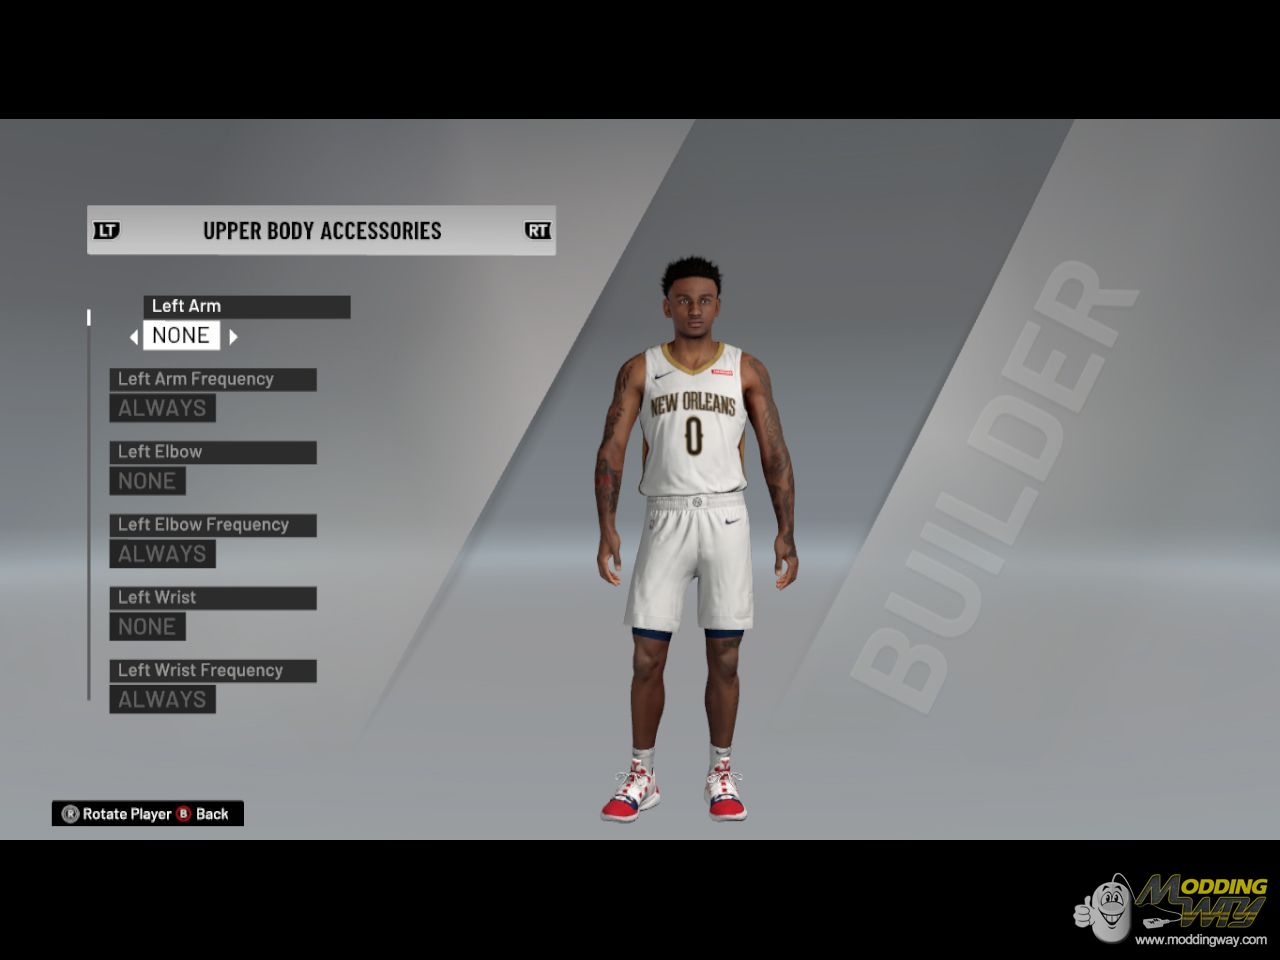 LT
UPPER BODY ACCESSORIES
RT
Left Arm
NONE
Left Arm Frequency
ALWAYS
Left Elbow
NONE
Left Elbow Frequency
ALWAYS
Left Wrist
NONE
Left Wrist Frequency
ALWAYS
NEW ORLEANS
0
BUILDER
R Rotate Player B Back
MODDING
WAY
www.moddingway.com